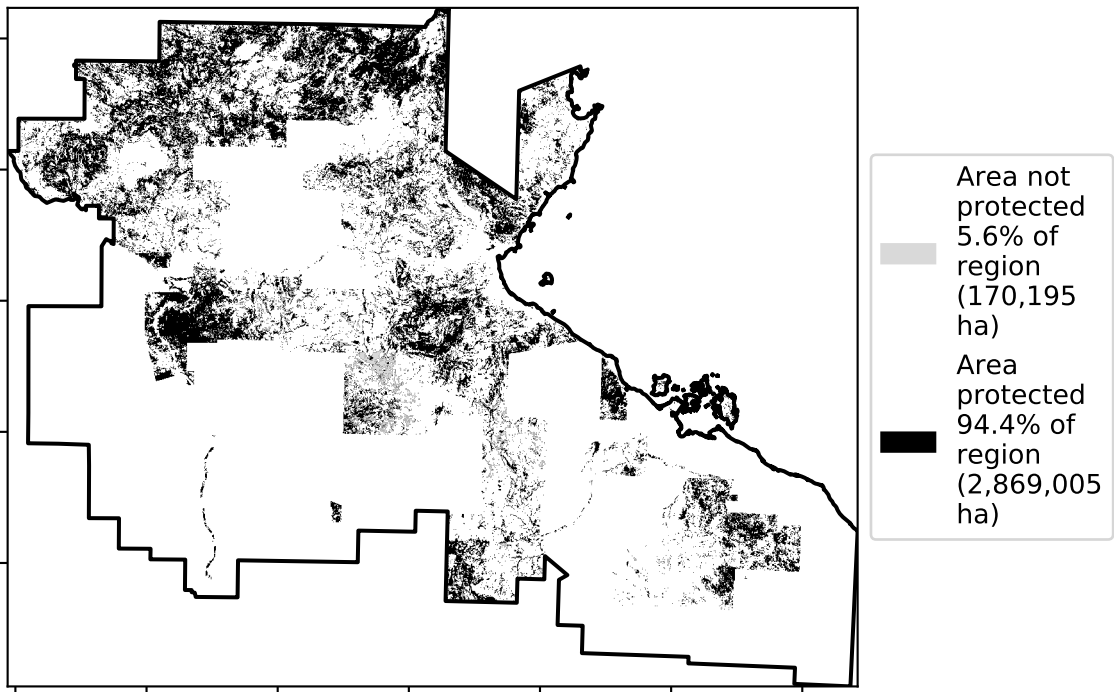 Area not
protected
5.6% of
region
(170,195
ha)
Area
protected
94.4% of
region
(2,869,005
ha)